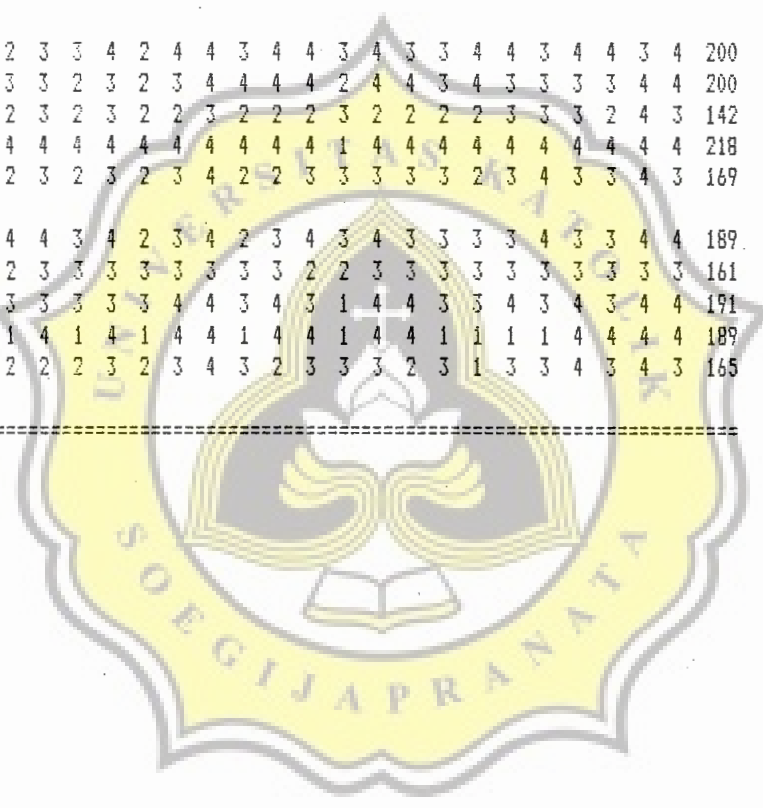 2 3 3 4 2 4 4 3 4 4 3 4 3 3 4 4 3 4 4 3 4 200
3 3 2 3 2 3 4 4 4 4 2 4 4 3 4 3 3 3 3 4 4 200
2 3 2 3 2 2 3 2 2 2 3 2 2 2 2 3 3 3 2 4 3 142
4 4 4 4 4 4 4 4 4 4 1 4 4 4 4 4 4 4 4 4 4 218
2 3 2 3 2 3 4 2 2 3 3 3 3 3 2 3 4 3 3 4 3 169
4 4 3 4 2 3 4 2 3 4 3 4 3 3 3 3 4 3 3 4 4 189
2 3 3 3 3 3 3 3 3 2 2 3 3 3 3 3 3 3 3 3 3 161
3 3 3 3 3 4 4 3 4 3 1 4 4 3 3 4 3 4 3 4 4 191
1 4 1 4 1 4 4 1 4 4 1 4 4 1 1 1 1 4 4 4 4 189
2 2 2 3 2 3 4 3 2 3 3 3 2 3 1 3 3 4 3 4 3 165
UNIVERSITAS KATOLIK
SOEGIJAPRANATA